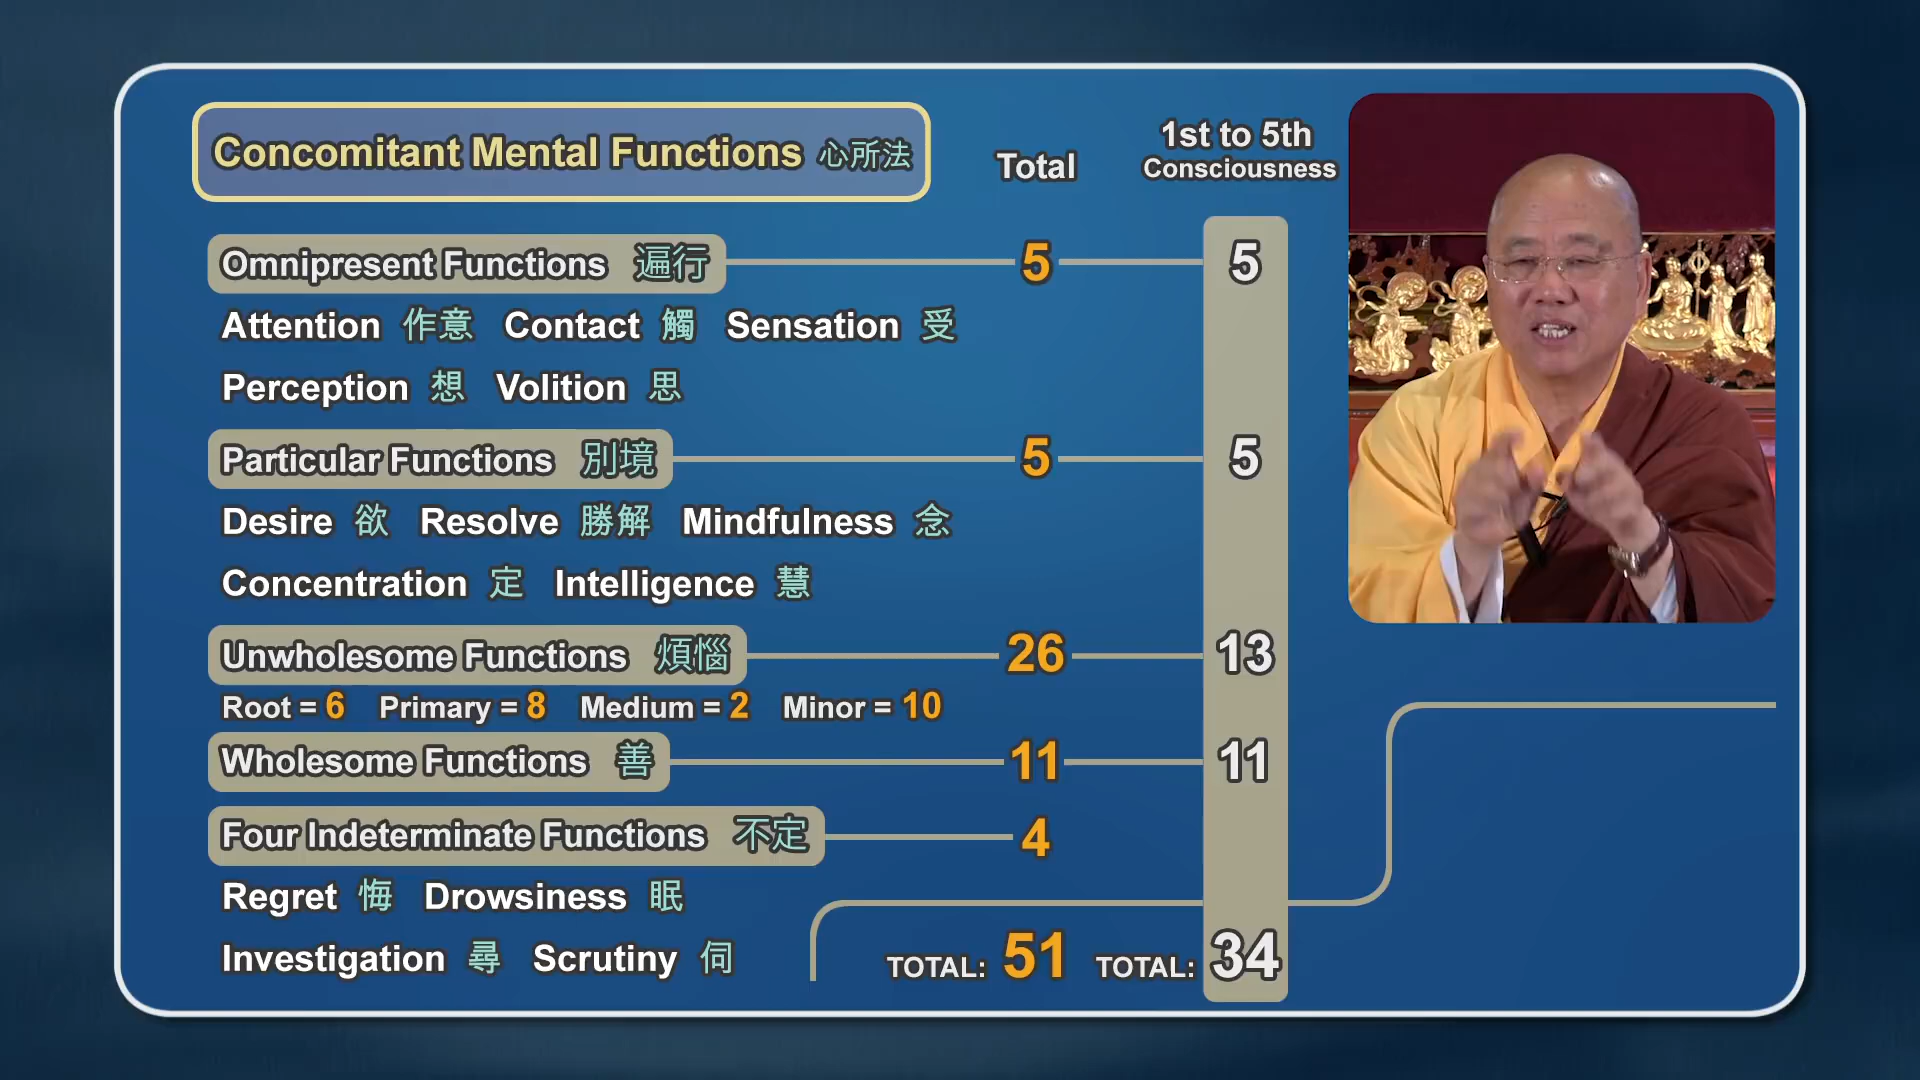 Concomitant Mental Functions 心所法
Total
1st to 5th
Consciousness
Omnipresent Functions 遍行 5 5
Attention 作意 Contact 觸 Sensation 受
Perception 想 Volition 思
Particular Functions 別境 5 5
Desire 欲 Resolve 勝解 Mindfulness 念
Concentration 定 Intelligence 慧
Unwholesome Functions 煩惱 26 13
Root = 6 Primary = 8 Medium = 2 Minor = 10
Wholesome Functions 善 11 11
Four Indeterminate Functions 不定 4
Regret 悔 Drowsiness 眠
Investigation 尋 Scrutiny 伺
TOTAL: 51 TOTAL: 34